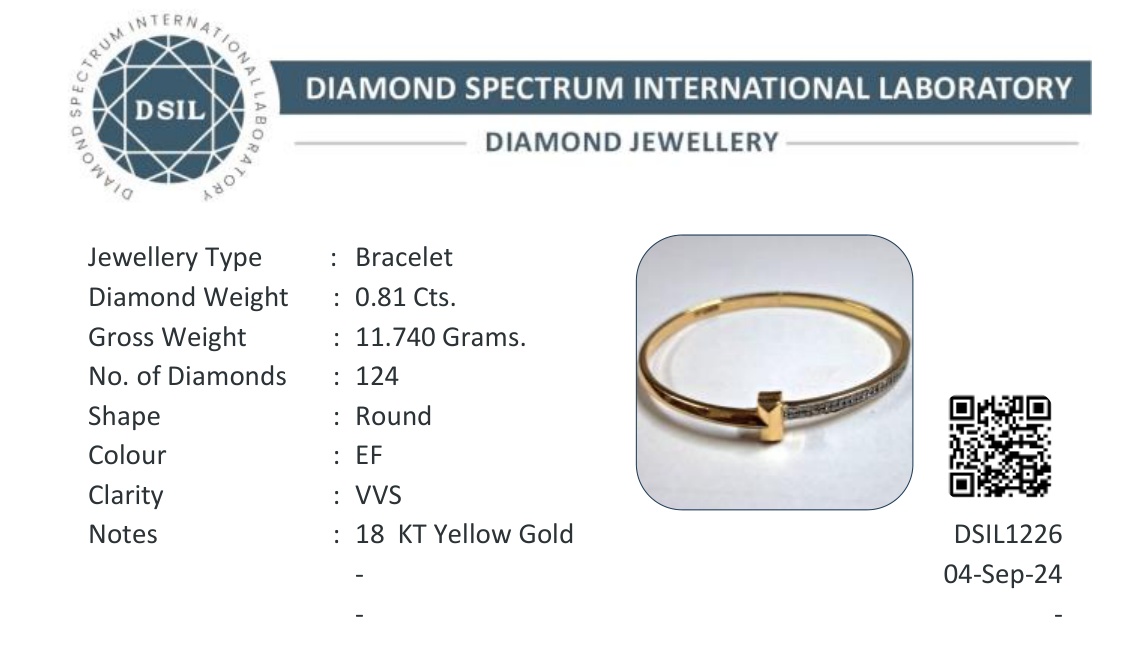 DIAMOND SPECTRUM INTERNATIONAL LABORATORY
DSIL
DIAMOND SPECTRUM INTERNATIONAL LABORATORY
DIAMOND JEWELLERY
Jewellery Type : Bracelet
Diamond Weight : 0.81 Cts.
Gross Weight : 11.740 Grams.
No. of Diamonds : 124
Shape : Round
Colour : EF
Clarity : VVS
Notes : 18 KT Yellow Gold
-
-
DSIL1226
04-Sep-24
-